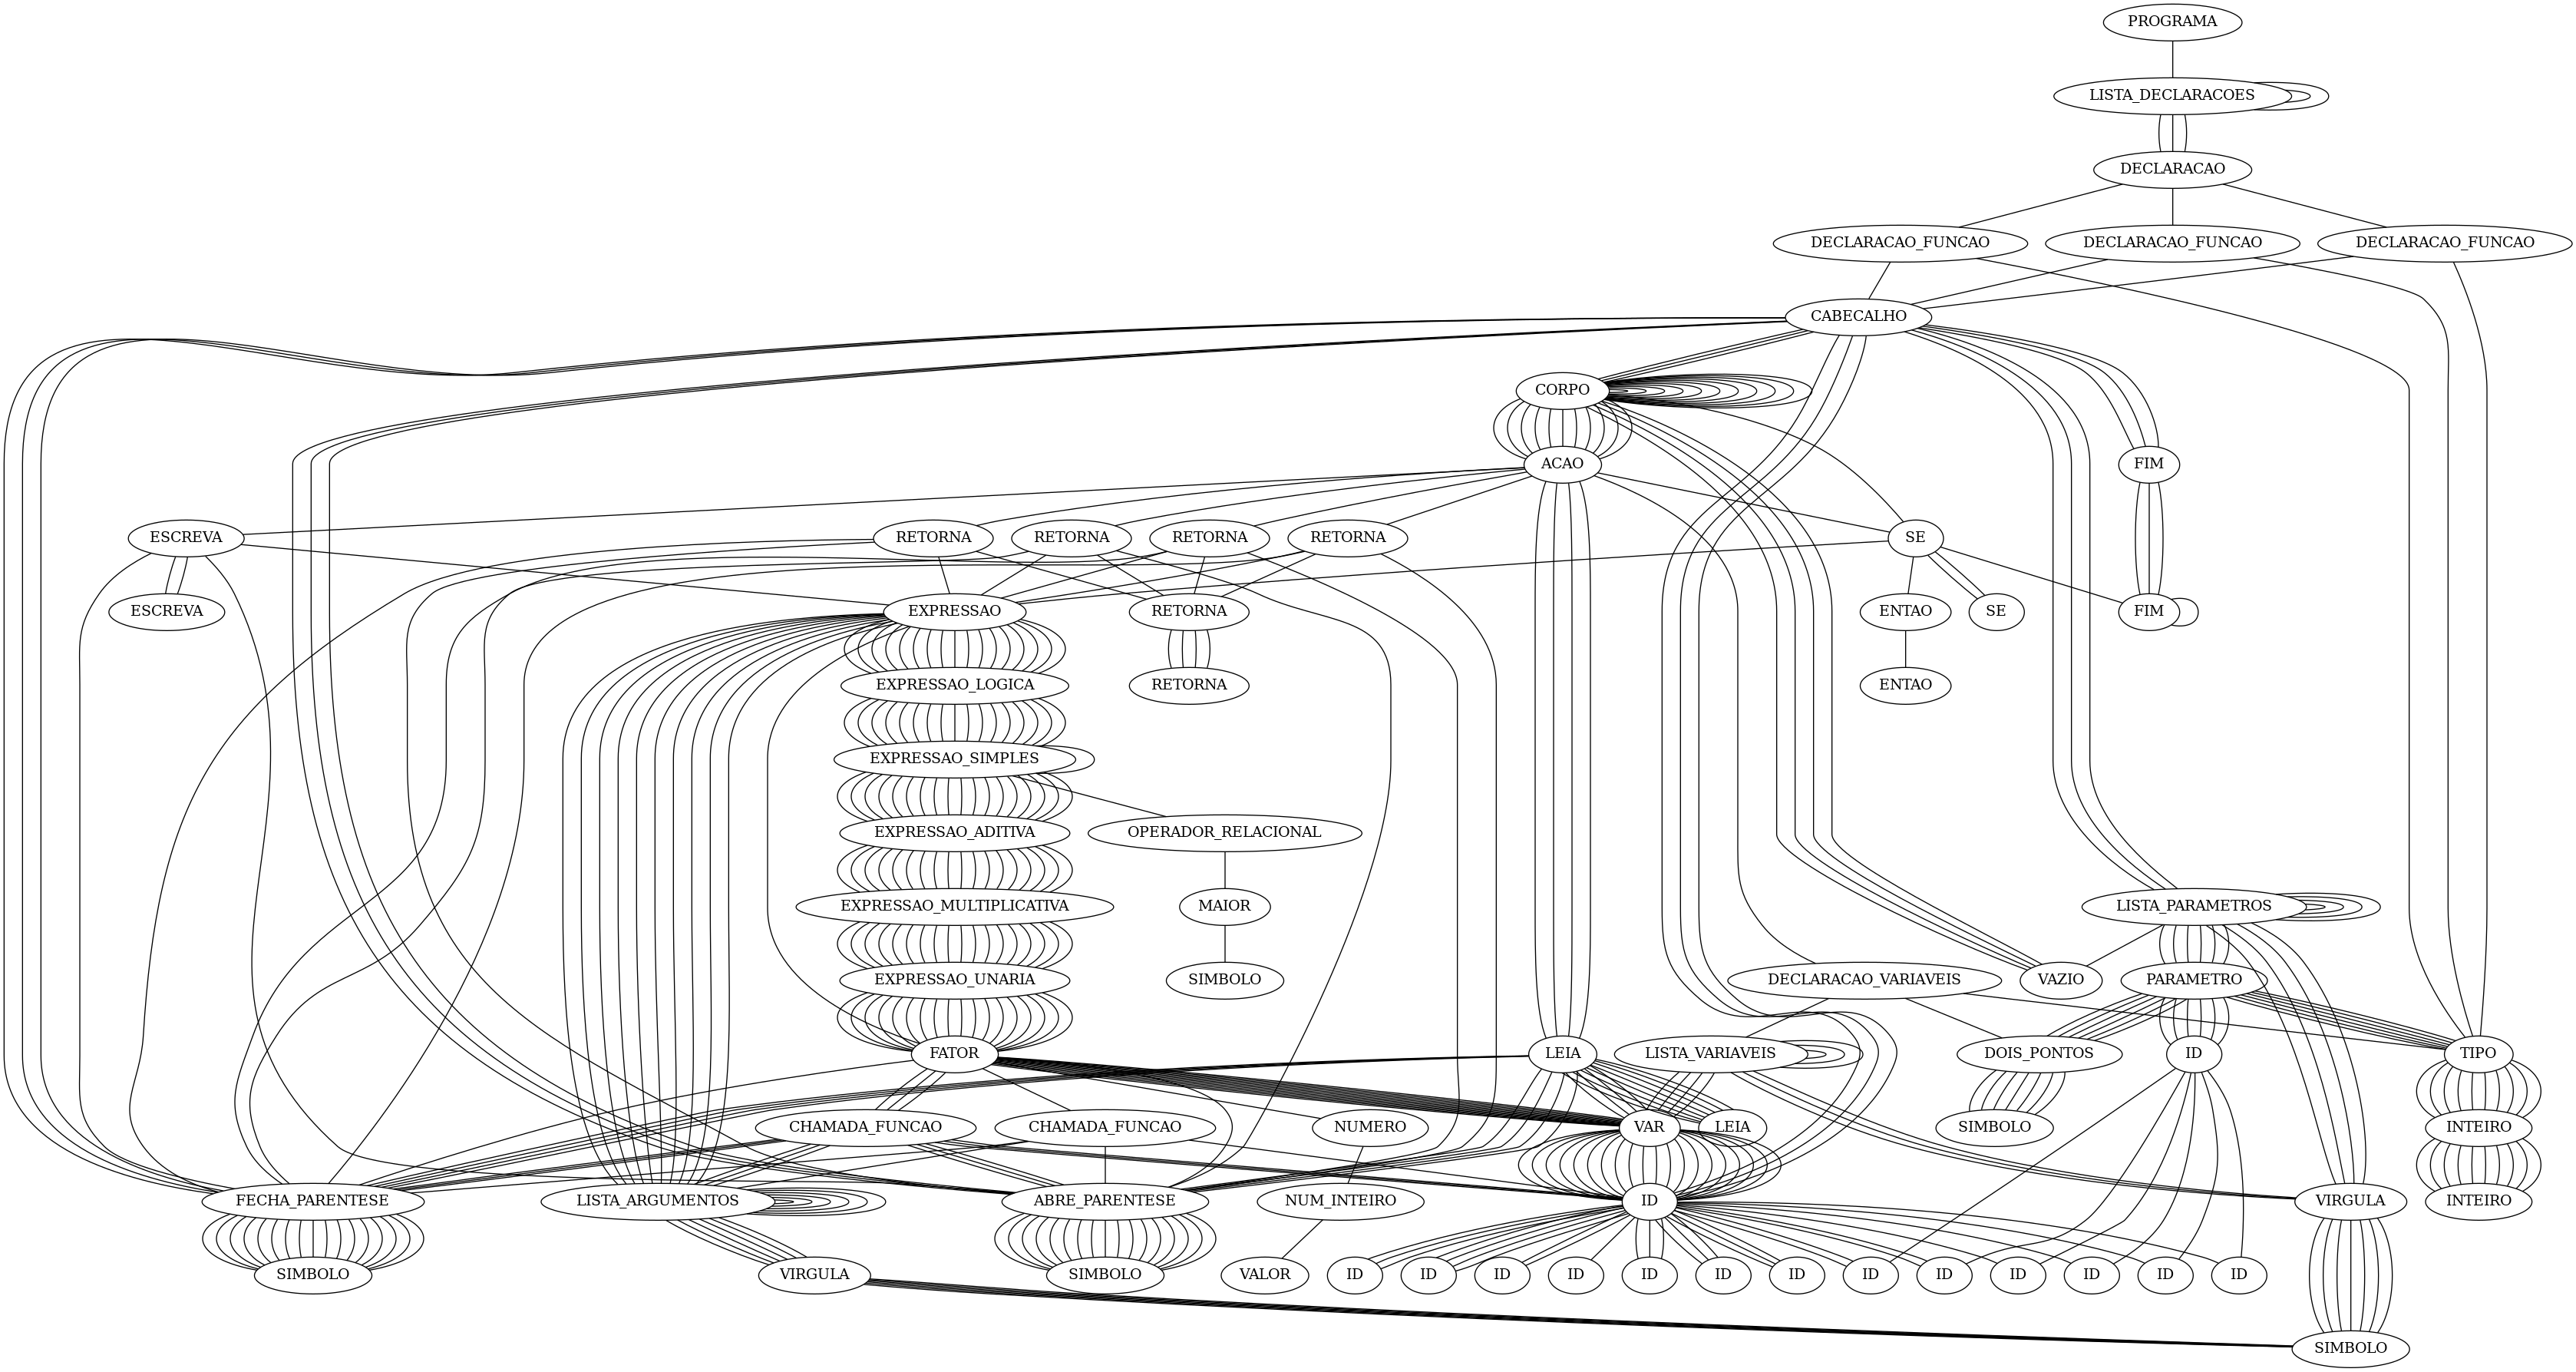 PROGRAMA
LISTA_DECLARACOES
DECLARACAO
DECLARACAO_FUNCAO DECLARACAO_FUNCAO DECLARACAO_FUNCAO
CABECALHO
CORPO
ACAO FIM
ESCREVA RETORNA RETORNA RETORNA RETORNA SE
ESCREVA EXPRESSAO RETORNA ENTAO SE FIM
EXPRESSAO_LOGICA RETORNA ENTAO
EXPRESSAO_SIMPLES
EXPRESSAO_ADITIVA OPERADOR_RELACIONAL
EXPRESSAO_MULTIPLICATIVA MAIOR LISTA_PARAMETROS
EXPRESSAO_UNARIA SIMBOLO DECLARACAO_VARIAVEIS VAZIO PARAMETRO
FATOR LEIA LISTA_VARIAVEIS DOIS_PONTOS ID TIPO
CHAMADA_FUNCAO CHAMADA_FUNCAO NUMERO VAR LEIA SIMBOLO INTEIRO
FECHA_PARENTESE LISTA_ARGUMENTOS ABRE_PARENTESE NUM_INTEIRO ID VIRGULA INTEIRO
SIMBOLO VIRGULA SIMBOLO VALOR ID ID ID ID ID ID ID ID ID ID ID ID ID
SIMBOLO